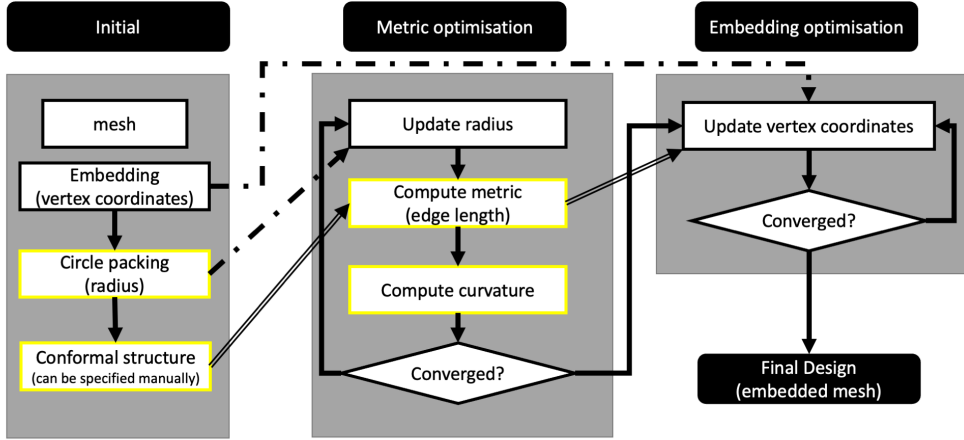 Initial
mesh
Embedding
(vertex coordinates)
Circle packing
(radius)
Conformal structure
(can be specified manually)
Metric optimisation
Update radius
Compute metric
(edge length)
Compute curvature
Converged?
Embedding optimisation
Update vertex coordinates
Converged?
Final Design
(embedded mesh)